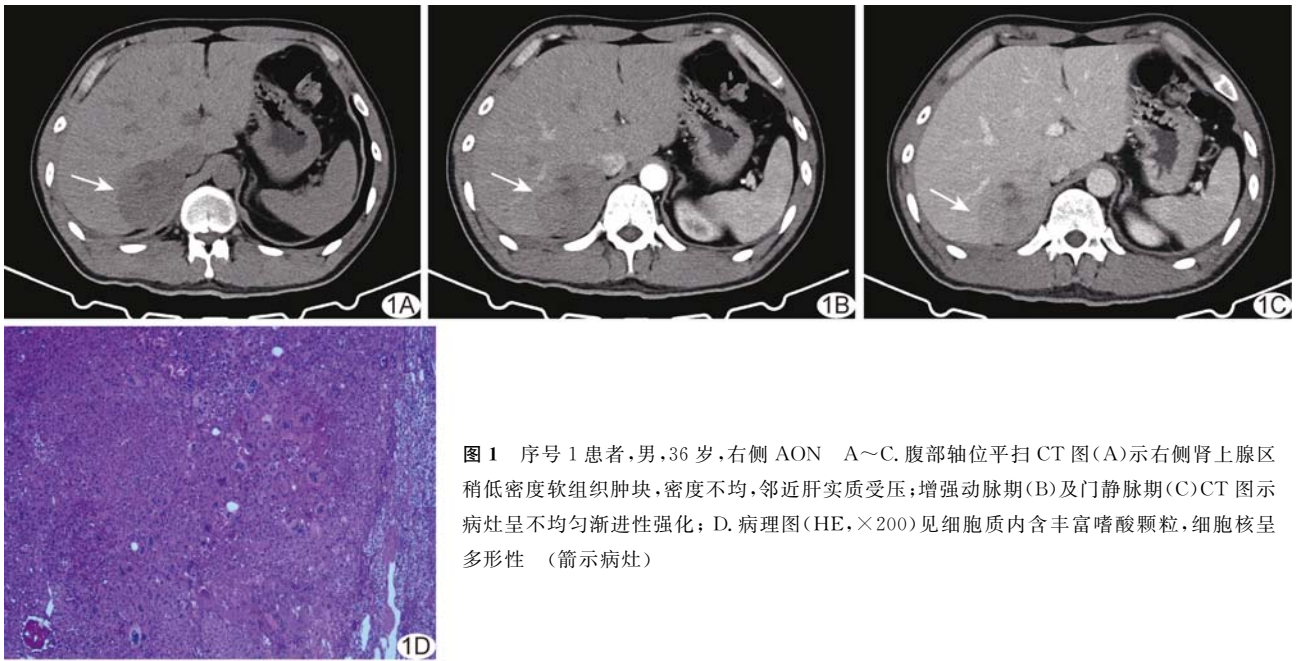 1A
1B
1C
1D
图 1 序号 1 患者,男,36 岁,右侧 AON A~C. 腹部轴位平扫 CT 图(A)示右侧肾上腺区
稍低密度软组织肿块,密度不均,邻近肝实质受压;增强动脉期(B)及门静脉期(C)CT 图示
病灶呈不均匀渐进性强化; D. 病理图(HE,×200)见细胞质内含丰富嗜酸颗粒,细胞核呈
多形性 (箭示病灶)